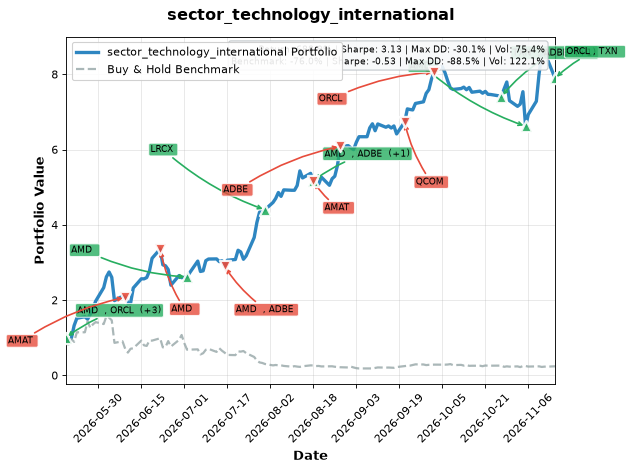 sector_technology_international
sector_technology_international Portfolio
Buy & Hold Benchmark
Sharpe: 3.13 | Max DD: -30.1% | Vol: 75.4%
Benchmark: -76.0% | Sharpe: -0.53 | Max DD: -88.5% | Vol: 122.1%
ORCL , TXN
ORCL
LRCX
AMD , ADBE (+1)
ADBE
QCOM
AMAT
AMD
AMD , ORCL (+3)
AMD
AMD , ADBE
AMAT
Portfolio Value
8
6
4
2
0
2026-05-30
2026-06-15
2026-07-01
2026-07-17
2026-08-02
2026-08-18
2026-09-03
2026-09-19
2026-10-05
2026-10-21
2026-11-06
Date